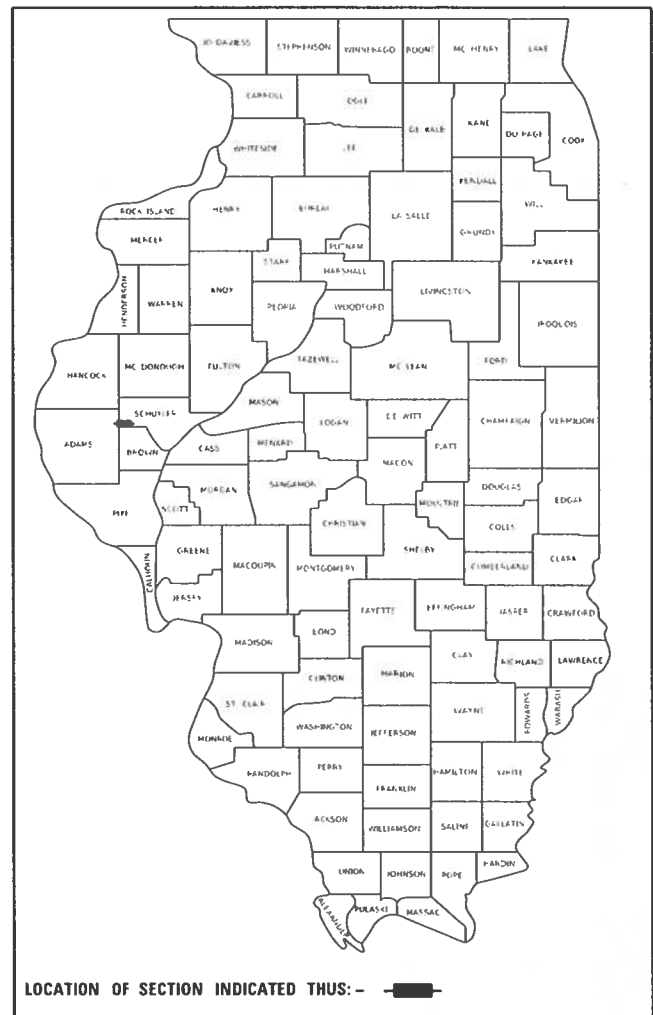 JO DAVIESS STEPHENSON WINNEBAGO BOONE MC HENRY LAKE
CARROLL OGLE DE KALB KANE DU PAGE COOK
WHITESIDE LEE
KENDALL
ROCK ISLAND HENRY BUREAU LA SALLE WILL
MERCER PUTNAM GRUNDY
STARK MARSHALL KANKAKEE
HENDERSON WARREN KNOX PEORIA WOODFORD LIVINGSTON
IROQUOIS
HANCOCK MC DONOUGH FULTON TAZEWELL MC LEAN FORD
MASON
SCHUYLER LOGAN DE WITT CHAMPAIGN VERMILION
ADAMS BROWN CASS MENARD PIATT
MACON
PIKE SCOTT MORGAN SANGAMON MOULTRIE DOUGLAS EDGAR
CHRISTIAN COLES
CALHOUN GREENE MACOUPIN MONTGOMERY SHELBY CUMBERLAND CLARK
JERSEY
FAYETTE EFFINGHAM JASPER CRAWFORD
MADISON BOND
CLAY RICHLAND LAWRENCE
CLINTON MARION
ST. CLAIR WAYNE EDWARDS WABASH
MONROE WASHINGTON JEFFERSON
RANDOLPH PERRY HAMILTON WHITE
FRANKLIN
JACKSON WILLIAMSON SALINE GALLATIN
UNION JOHNSON POPE HARDIN
ALEXANDER PULASKI MASSAC
LOCATION OF SECTION INDICATED THUS: -